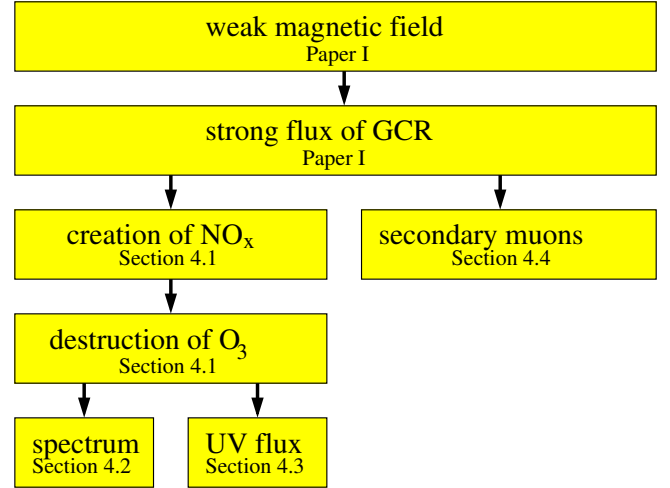 weak magnetic field
Paper I
strong flux of GCR
Paper I
creation of NOₓ
Section 4.1
secondary muons
Section 4.4
destruction of O₃
Section 4.1
spectrum
Section 4.2
UV flux
Section 4.3